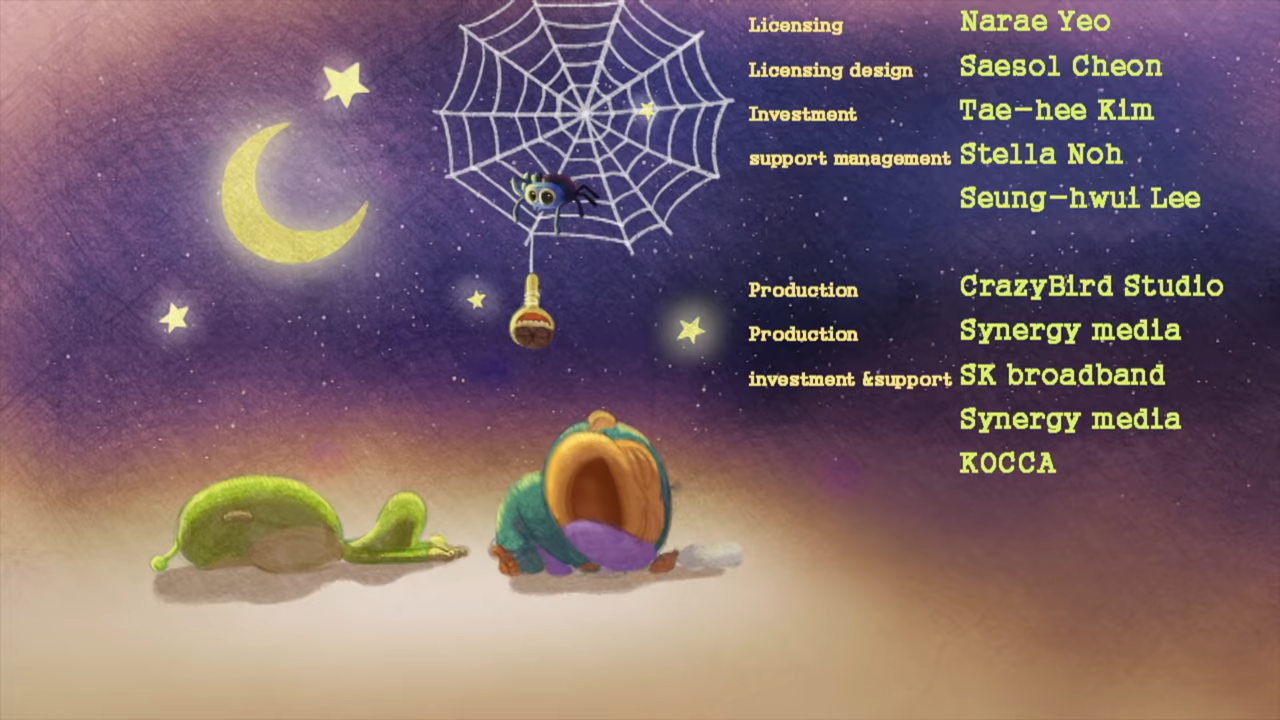 Licensing Narae Yeo
Licensing design Saesol Cheon
Investment Tae-hee Kim
support management Stella Noh
Seung-hwui Lee
Production CrazyBird Studio
Production Synergy media
investment &support SK broadband
Synergy media
KOCCA